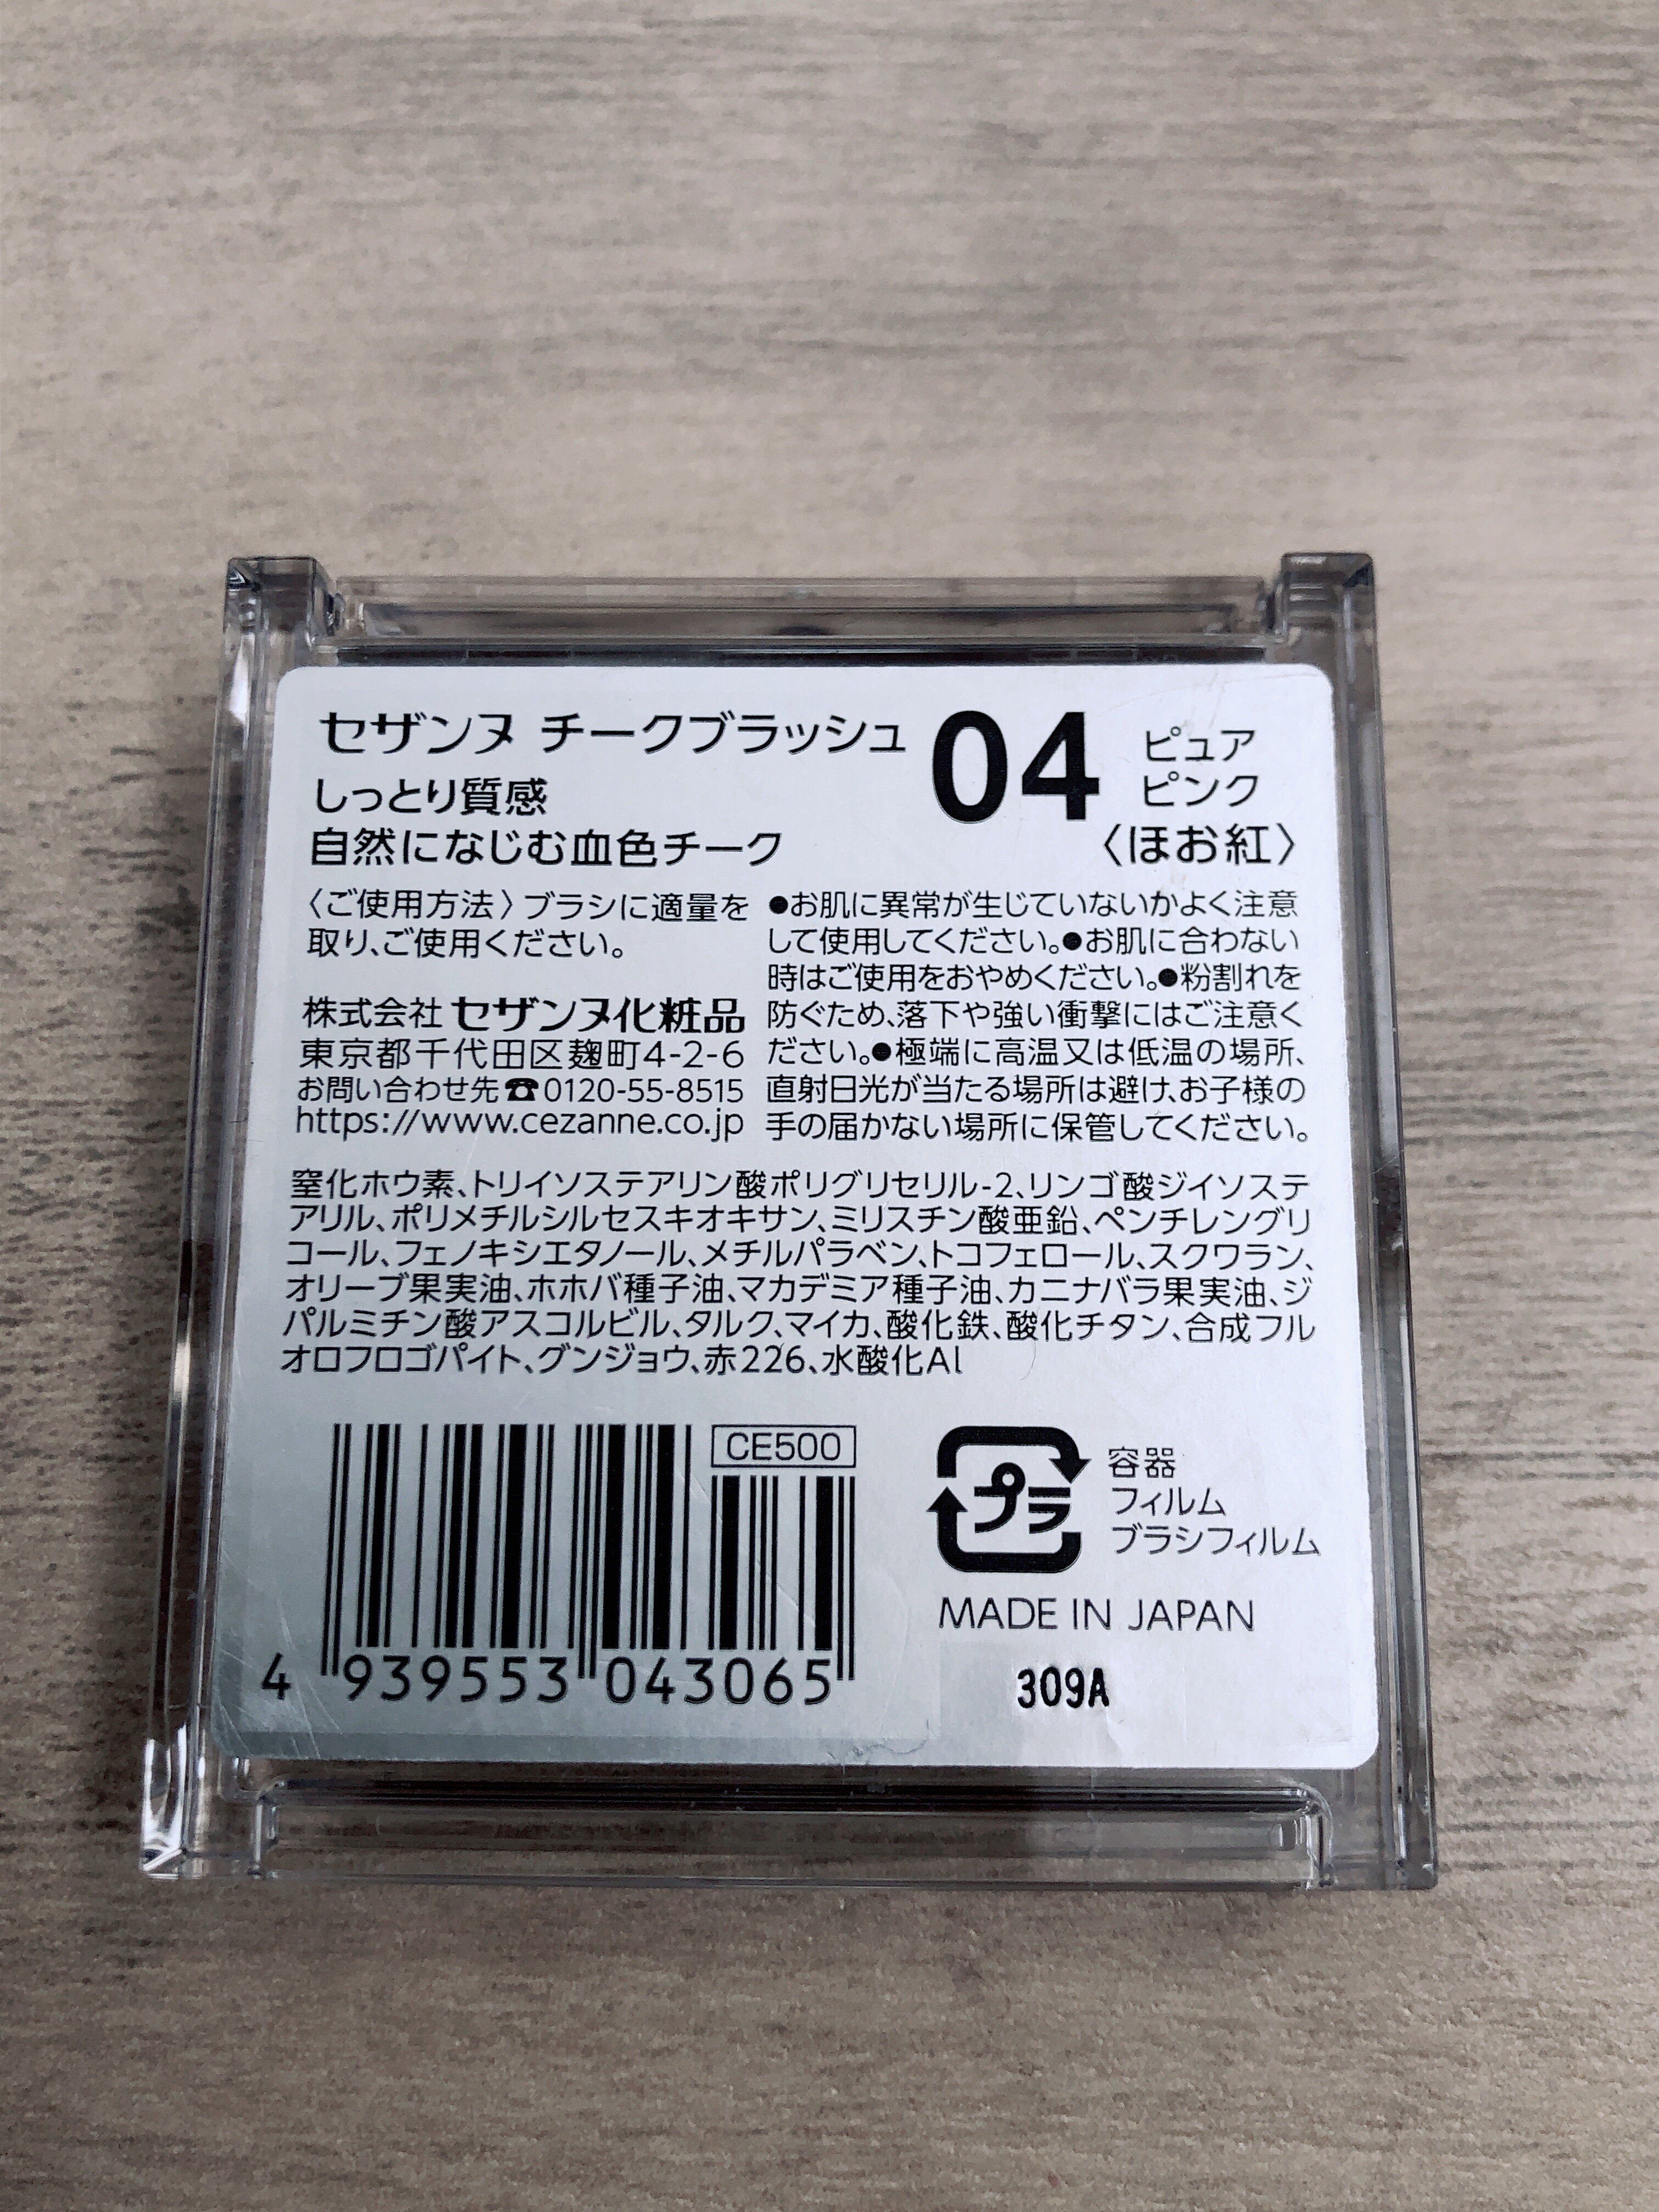 セザンヌ チークブラッシュ 04 ピュア
ピンク
しっとり質感
自然になじむ血色チーク 〈ほお紅〉
〈ご使用方法〉ブラシに適量を
取り、ご使用ください。
株式会社 セザンヌ化粧品
東京都千代田区麹町4-2-6
お問い合わせ先☎0120-55-8515
https://www.cezanne.co.jp
●お肌に異常が生じていないかよく注意
して使用してください。●お肌に合わない
時はご使用をおやめください。●粉割れを
防ぐため、落下や強い衝撃にはご注意く
ださい。●極端に高温又は低温の場所、
直射日光が当たる場所は避け、お子様の
手の届かない場所に保管してください。
窒化ホウ素、トリイソステアリン酸ポリグリセリル-2、リンゴ酸ジイソステ
アリル、ポリメチルシルセスキオキサン、ミリスチン酸亜鉛、ペンチレングリ
コール、フェノキシエタノール、メチルパラベン、トコフェロール、スクワラン、
オリーブ果実油、ホホバ種子油、マカデミア種子油、カニナバラ果実油、ジ
パルミチン酸アスコルビル、タルク、マイカ、酸化鉄、酸化チタン、合成フル
オロフロゴパイト、グンジョウ、赤226、水酸化Al
CE500
4 939553 043065
プラ
容器
フィルム
ブラシフィルム
MADE IN JAPAN
309A